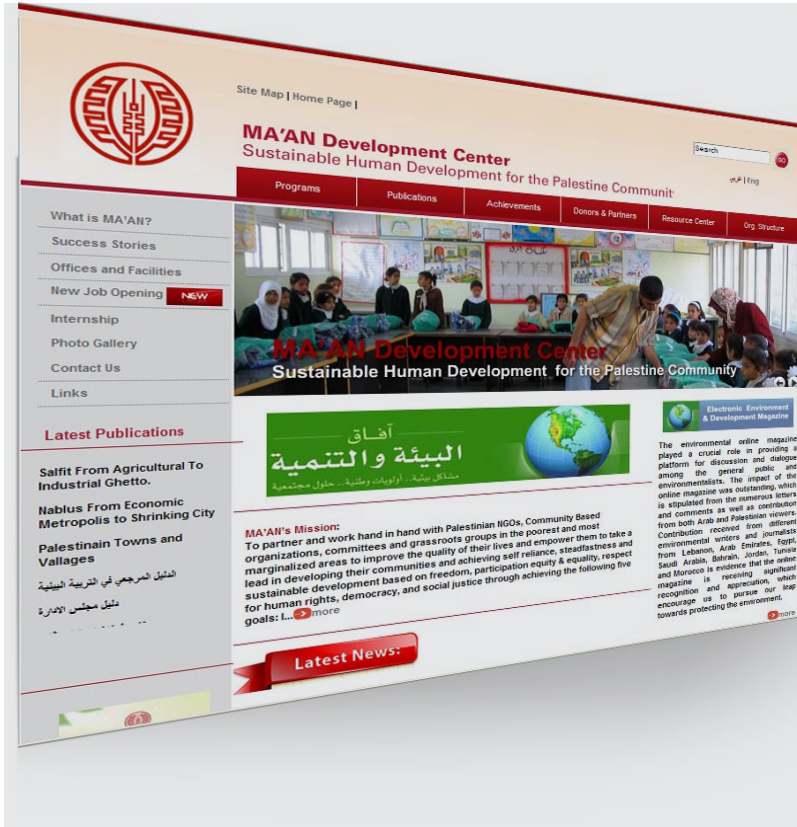 Site Map | Home Page |
MA'AN Development Center
Sustainable Human Development for the Palestine Communit
Search
GO
عربي | Eng
Programs
Publications
Achievements
Donors & Partners
Resource Center
Org. Structure
What is MA'AN?
Success Stories
Offices and Facilities
New Job Opening NEW
Internship
Photo Gallery
Contact Us
Links
MA'AN Development Center
Sustainable Human Development for the Palestine Community
Latest Publications
Salfit From Agricultural To
Industrial Ghetto.
Nablus From Economic
Metropolis to Shrinking City
Palestinain Towns and
Vallages
الدليل المرجعي في التربية البيئية
دليل مجلس الادارة
آفـاق
البيئة والتنمية
مشاكل بيئية.. أولويات وطنية.. حلول مجتمعية
MA'AN's Mission:
To partner and work hand in hand with Palestinian NGOs, Community Based
organizations, committees and grassroots groups in the poorest and most
marginalized areas to improve the quality of their lives and empower them to take a
lead in developing their communities and achieving self reliance, steadfastness and
sustainable development based on freedom, participation equity & equality, respect
for human rights, democracy, and social justice through achieving the following five
goals: I... more
Latest News:
Electronic Environment
& Development Magazine
The environmental online magazine
played a crucial role in providing a
platform for discussion and dialogue
among the general public and
environmentalists. The impact of the
online magazine was outstanding, which
is stipulated from the numerous letters
and comments as well as contribution
from both Arab and Palestinian viewers.
Contribution received from different
environmental writers and journalists
from Lebanon, Arab Emirates, Egypt,
Saudi Arabia, Bahrain, Jordan, Tunisia
and Morocco is evidence that the online
magazine is receiving significant
recognition and appreciation, which
encourage us to pursue our leap
towards protecting the environment.
more